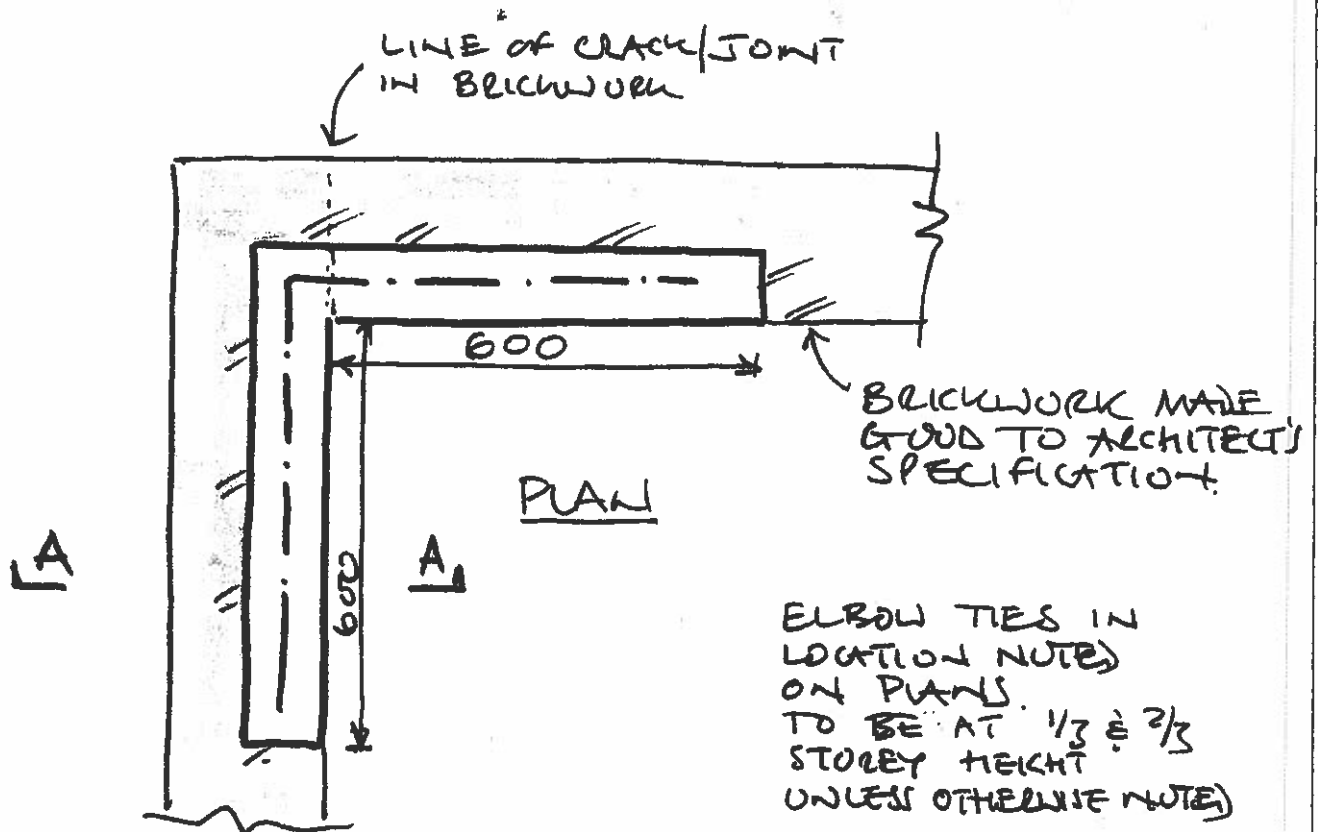 LINE OF CRACK/JOINT
IN BRICKWORK
600
BRICKWORK MADE
GOOD TO ARCHITECT'S
SPECIFICATION.
PLAN
A
A
600
ELBOW TIES IN
LOCATION NOTED
ON PLANS.
TO BE AT 1/3 & 2/3
STOREY HEIGHT
UNLESS OTHERWISE NOTED